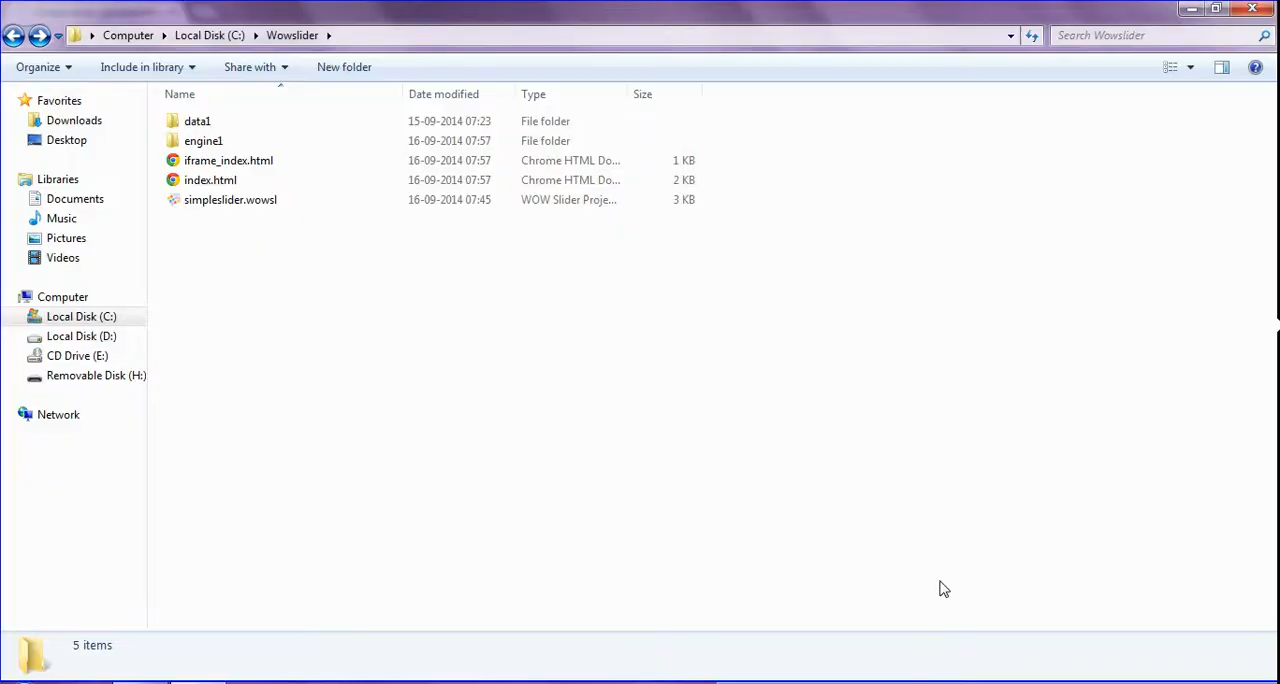 Computer Local Disk (C:) Wowslider Search Wowslider
Organize Include in library Share with New folder
Favorites
Downloads
Desktop
Libraries
Documents
Music
Pictures
Videos
Computer
Local Disk (C:)
Local Disk (D:)
CD Drive (E:)
Removable Disk (H:)
Network
Name Date modified Type Size
data1 15-09-2014 07:23 File folder
engine1 16-09-2014 07:57 File folder
iframe_index.html 16-09-2014 07:57 Chrome HTML Do... 1 KB
index.html 16-09-2014 07:57 Chrome HTML Do... 2 KB
simpeslider.wowsl 16-09-2014 07:45 WOW Slider Proje... 3 KB
5 items